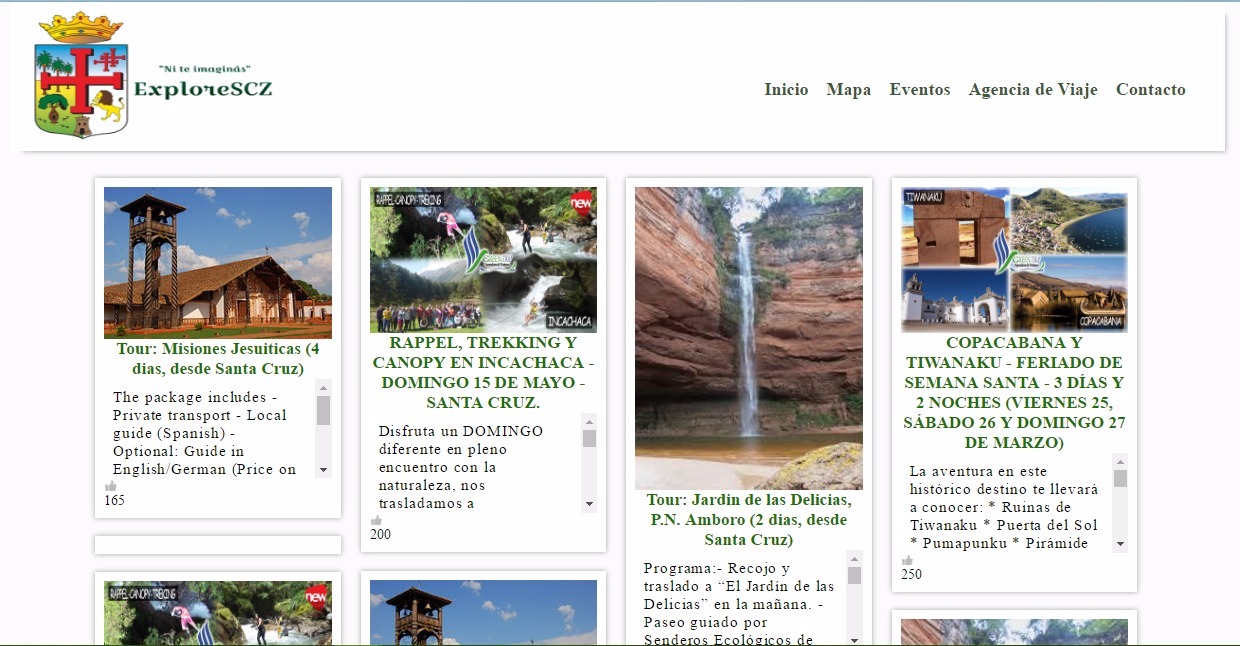 "Ni te imaginás"
ExploreSCZ
Inicio Mapa Eventos Agencia de Viaje Contacto
Tour: Misiones Jesuiticas (4
dias, desde Santa Cruz)
The package includes -
Private transport - Local
guide (Spanish) -
Optional: Guide in
English/German (Price on
165
RAPPEL-CANOPY-TREKING
new
INCACHACA
RAPPEL, TREKKING Y
CANOPY EN INCACHACA -
DOMINGO 15 DE MAYO -
SANTA CRUZ.
Disfruta un DOMINGO
diferente en pleno
encuentro con la
naturaleza, nos
trasladamos a
200
Tour: Jardin de las Delicias,
P.N. Amboro (2 dias, desde
Santa Cruz)
Programa:- Recojo y
traslado a “El Jardín de las
Delicias” en la mañana. -
Paseo guiado por
Senderos Ecológicos de
TIWANAKU
COPACABANA
COPACABANA Y
TIWANAKU - FERIADO DE
SEMANA SANTA - 3 DÍAS Y
2 NOCHES (VIERNES 25,
SÁBADO 26 Y DOMINGO 27
DE MARZO)
La aventura en este
histórico destino te llevará
a conocer: * Ruinas de
Tiwanaku * Puerta del Sol
* Pumapunku * Pirámide
250
RAPPEL-CANOPY-TREKING
new